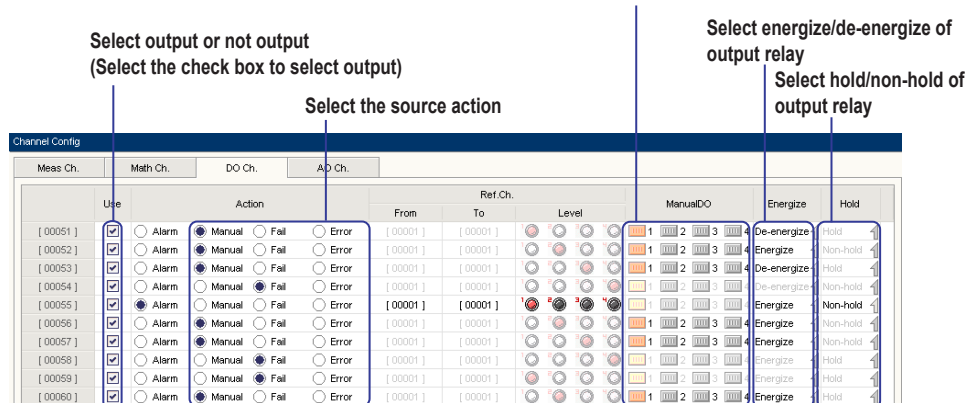 Select energize/de-energize of
output relay
Select output or not output
(Select the check box to select output)
Select hold/non-hold of
output relay
Select the source action
Channel Config
Meas Ch. Math Ch. DO Ch. AO Ch.
Use Action Ref.Ch. ManualDO Energize Hold
From To Level
[ 00051 ] Alarm Manual Fail Error [ 00001 ] [ 00001 ] 1 2 3 4 De-energize Hold
[ 00052 ] Alarm Manual Fail Error [ 00001 ] [ 00001 ] 1 2 3 4 Energize Non-hold
[ 00053 ] Alarm Manual Fail Error [ 00001 ] [ 00001 ] 1 2 3 4 De-energize Hold
[ 00054 ] Alarm Manual Fail Error [ 00001 ] [ 00001 ] 1 2 3 4 De-energize Hold
[ 00055 ] Alarm Manual Fail Error [ 00001 ] [ 00001 ] 1 2 3 4 1 2 3 4 Energize Non-hold
[ 00056 ] Alarm Manual Fail Error [ 00001 ] [ 00001 ] 1 2 3 4 Energize Non-hold
[ 00057 ] Alarm Manual Fail Error [ 00001 ] [ 00001 ] 1 2 3 4 Energize Non-hold
[ 00058 ] Alarm Manual Fail Error [ 00001 ] [ 00001 ] 1 2 3 4 Energize Hold
[ 00059 ] Alarm Manual Fail Error [ 00001 ] [ 00001 ] 1 2 3 4 Energize Hold
[ 00060 ] Alarm Manual Fail Error [ 00001 ] [ 00001 ] 1 2 3 4 Energize Hold